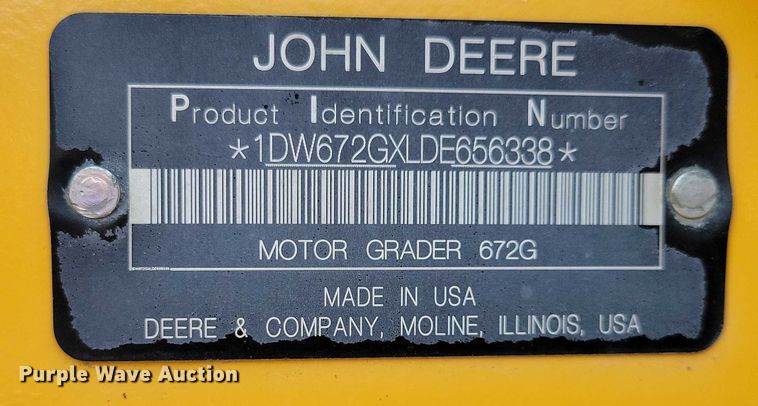 JOHN DEERE
Product Identification Number
*1DW672GXLDE656338*
MOTOR GRADER 672G
MADE IN USA
DEERE & COMPANY, MOLINE, ILLINOIS, USA
Purple Wave Auction